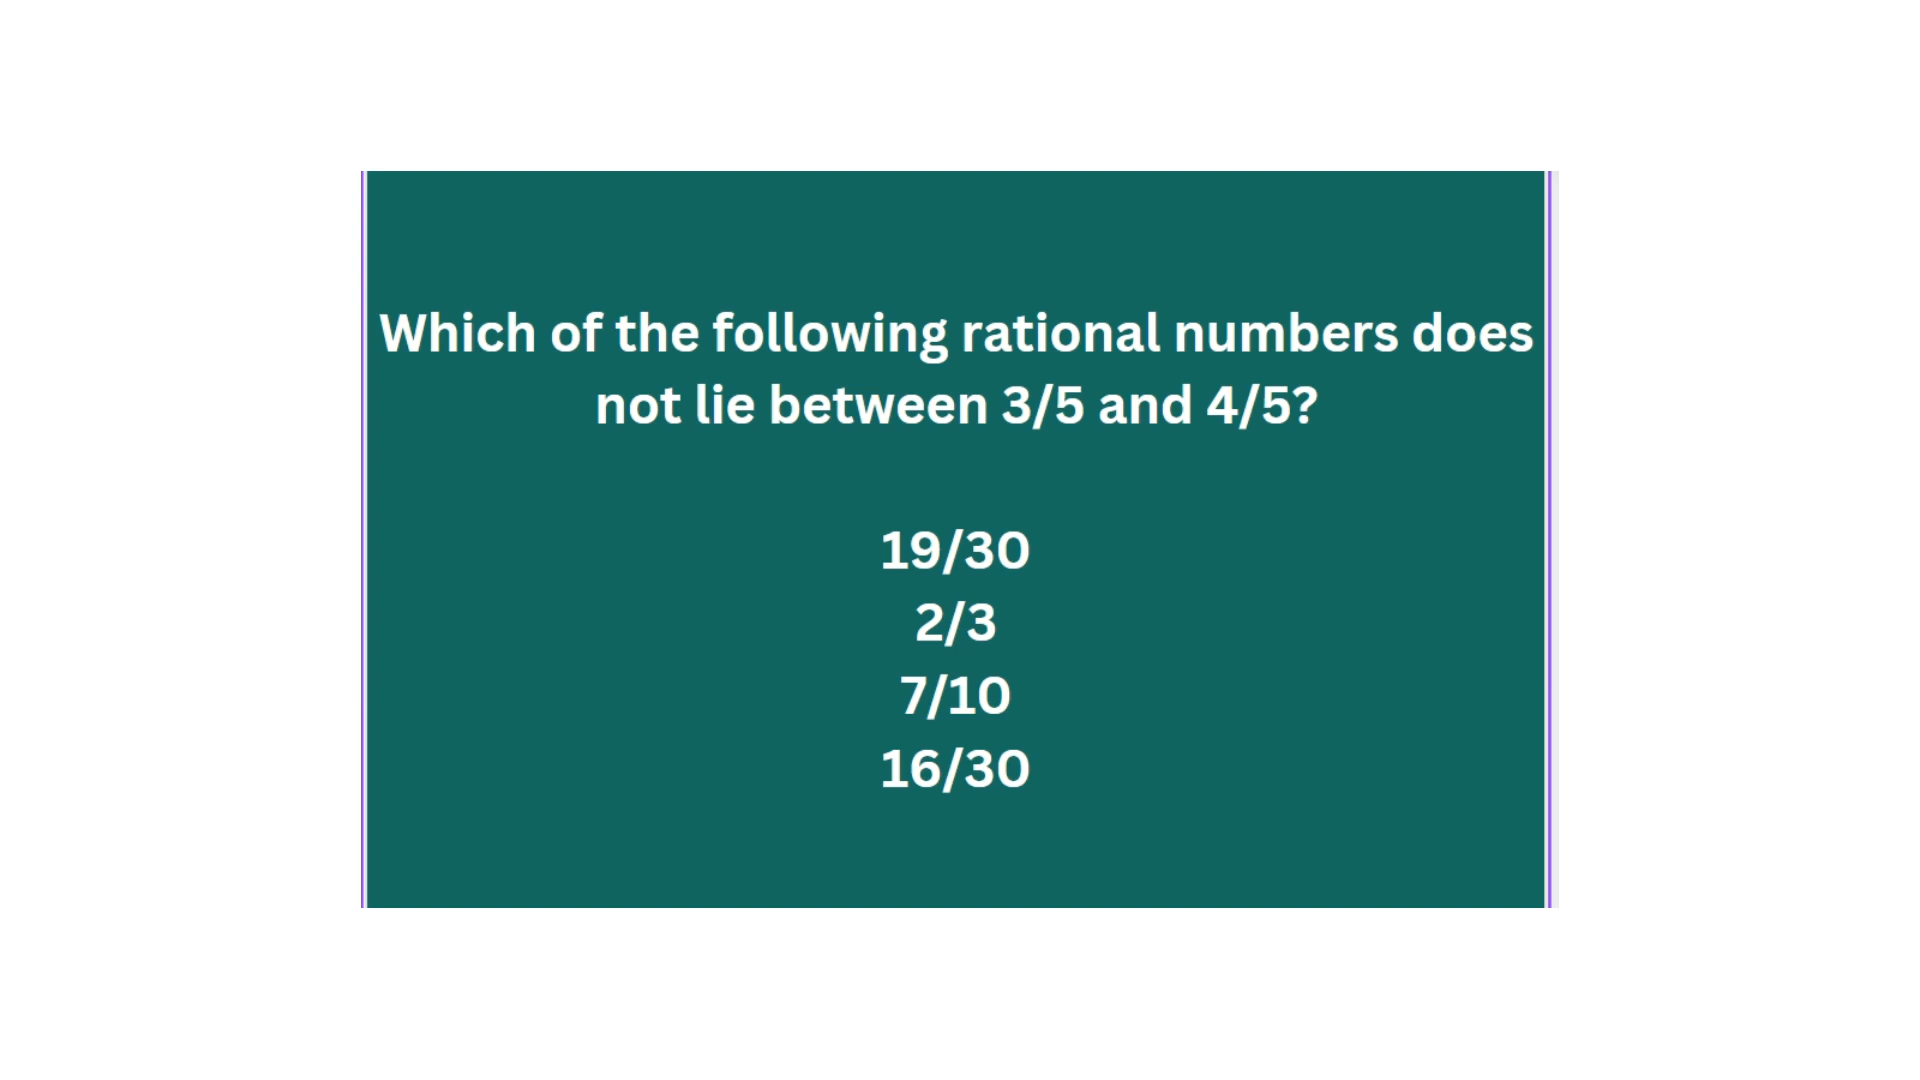 Which of the following rational numbers does
not lie between 3/5 and 4/5?
19/30
2/3
7/10
16/30